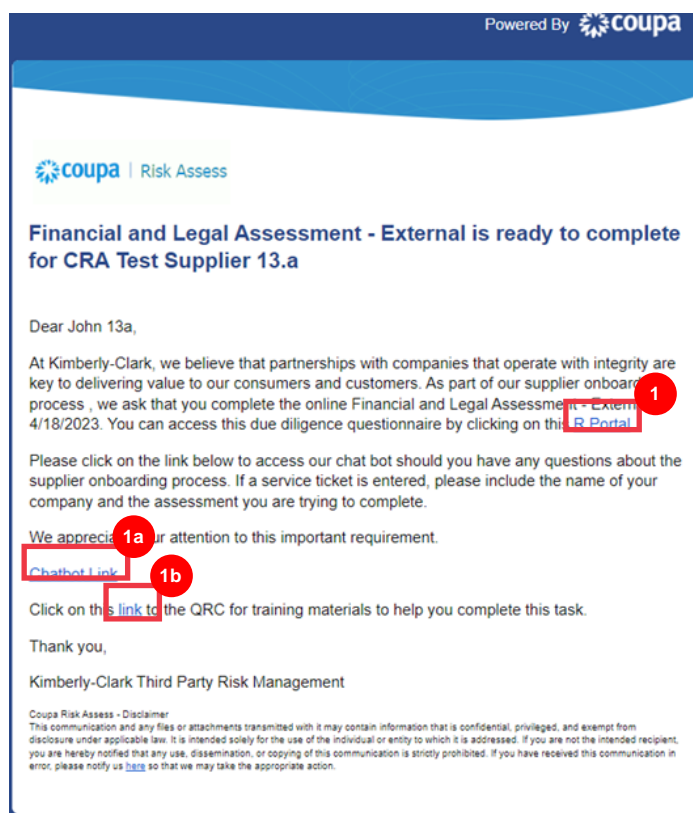 Powered By coupa
coupa | Risk Assess
Financial and Legal Assessment - External is ready to complete
for CRA Test Supplier 13.a
Dear John 13a,
At Kimberly-Clark, we believe that partnerships with companies that operate with integrity are
key to delivering value to our consumers and customers. As part of our supplier onboard
1
process , we ask that you complete the online Financial and Legal Assessment - Extern
4/18/2023. You can access this due diligence questionnaire by clicking on this R Portal
Please click on the link below to access our chat bot should you have any questions about the
supplier onboarding process. If a service ticket is entered, please include the name of your
company and the assessment you are trying to complete.
We apprecia 1a ur attention to this important requirement.
Chatbot Link
1b
Click on this link to the QRC for training materials to help you complete this task.
Thank you,
Kimberly-Clark Third Party Risk Management
Coupa Risk Assess - Disclaimer
This communication and any files or attachments transmitted with it may contain information that is confidential, privileged, and exempt from
disclosure under applicable law. It is intended solely for the use of the individual or entity to which it is addressed. If you are not the intended recipient,
you are hereby notified that any use, dissemination, or copying of this communication is strictly prohibited. If you have received this communication in
error, please notify us here so that we may take the appropriate action.